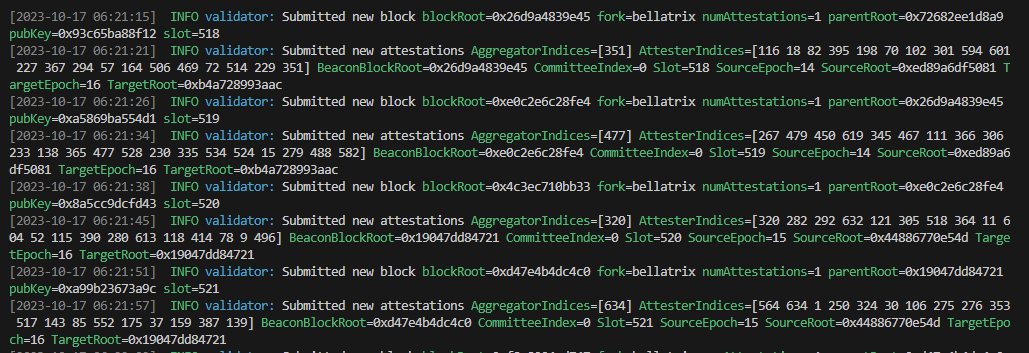 [2023-10-17 06:21:15]  INFO validator: Submitted new block blockRoot=0x26d9a4839e45 fork=bellatrix numAttestations=1 parentRoot=0x72682ee1d8a9
pubKey=0x93c65ba88f12 slot=518
[2023-10-17 06:21:21]  INFO validator: Submitted new attestations AggregatorIndices=[351] AttesterIndices=[116 18 82 395 198 70 102 301 594 601
 227 367 294 57 164 506 469 72 514 229 351] BeaconBlockRoot=0x26d9a4839e45 CommitteeIndex=0 Slot=518 SourceEpoch=14 SourceRoot=0xed89a6df5081 T
argetEpoch=16 TargetRoot=0xb4a728993aac
[2023-10-17 06:21:26]  INFO validator: Submitted new block blockRoot=0xe0c2e6c28fe4 fork=bellatrix numAttestations=1 parentRoot=0x26d9a4839e45
pubKey=0xa5869ba554d1 slot=519
[2023-10-17 06:21:34]  INFO validator: Submitted new attestations AggregatorIndices=[477] AttesterIndices=[267 479 450 619 345 467 111 366 306
233 138 365 477 528 230 335 534 524 15 279 488 582] BeaconBlockRoot=0xe0c2e6c28fe4 CommitteeIndex=0 Slot=519 SourceEpoch=14 SourceRoot=0xed89a6
df5081 TargetEpoch=16 TargetRoot=0xb4a728993aac
[2023-10-17 06:21:38]  INFO validator: Submitted new block blockRoot=0x4c3ec710bb33 fork=bellatrix numAttestations=1 parentRoot=0xe0c2e6c28fe4
pubKey=0x8a5cc9dcfd43 slot=520
[2023-10-17 06:21:45]  INFO validator: Submitted new attestations AggregatorIndices=[320] AttesterIndices=[320 282 292 632 121 305 518 364 11 6
04 52 115 390 280 613 118 414 78 9 496] BeaconBlockRoot=0x19047dd84721 CommitteeIndex=0 Slot=520 SourceEpoch=15 SourceRoot=0x44886770e54d Targe
tEpoch=16 TargetRoot=0x19047dd84721
[2023-10-17 06:21:51]  INFO validator: Submitted new block blockRoot=0xd47e4b4dc4c0 fork=bellatrix numAttestations=1 parentRoot=0x19047dd84721
pubKey=0xa99b23673a9c slot=521
[2023-10-17 06:21:57]  INFO validator: Submitted new attestations AggregatorIndices=[634] AttesterIndices=[564 634 1 250 324 30 106 275 276 353
 517 143 85 552 175 37 159 387 139] BeaconBlockRoot=0xd47e4b4dc4c0 CommitteeIndex=0 Slot=521 SourceEpoch=15 SourceRoot=0x44886770e54d TargetEpo
ch=16 TargetRoot=0x19047dd84721